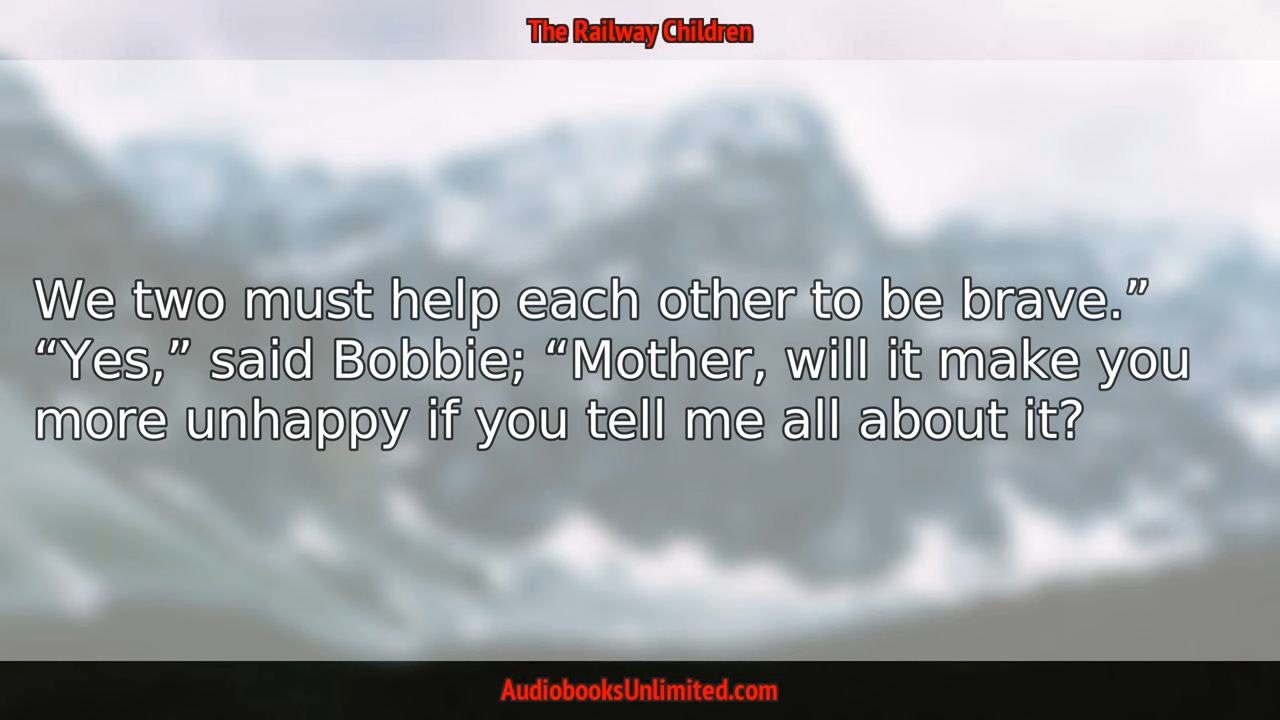 The Railway Children
We two must help each other to be brave.”
“Yes,” said Bobbie; “Mother, will it make you
more unhappy if you tell me all about it?
AudiobooksUnlimited.com